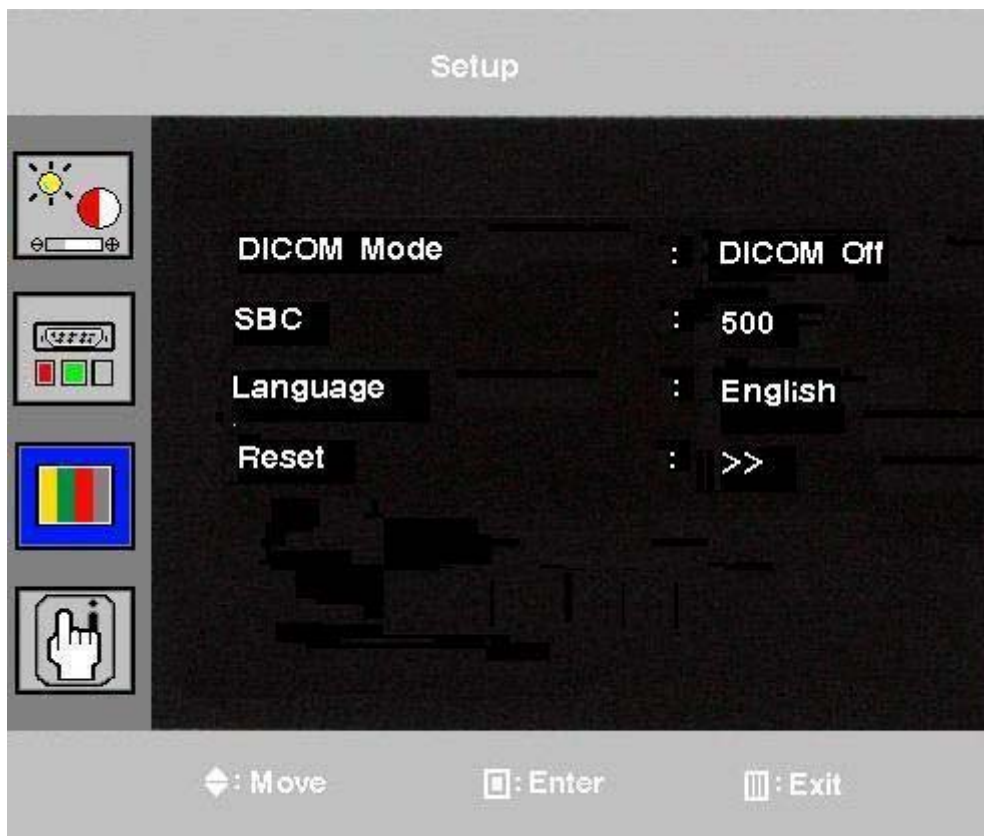 Setup
DICOM Mode : DICOM Off
SBC : 500
Language : English
Reset : >>
: Move : Enter : Exit